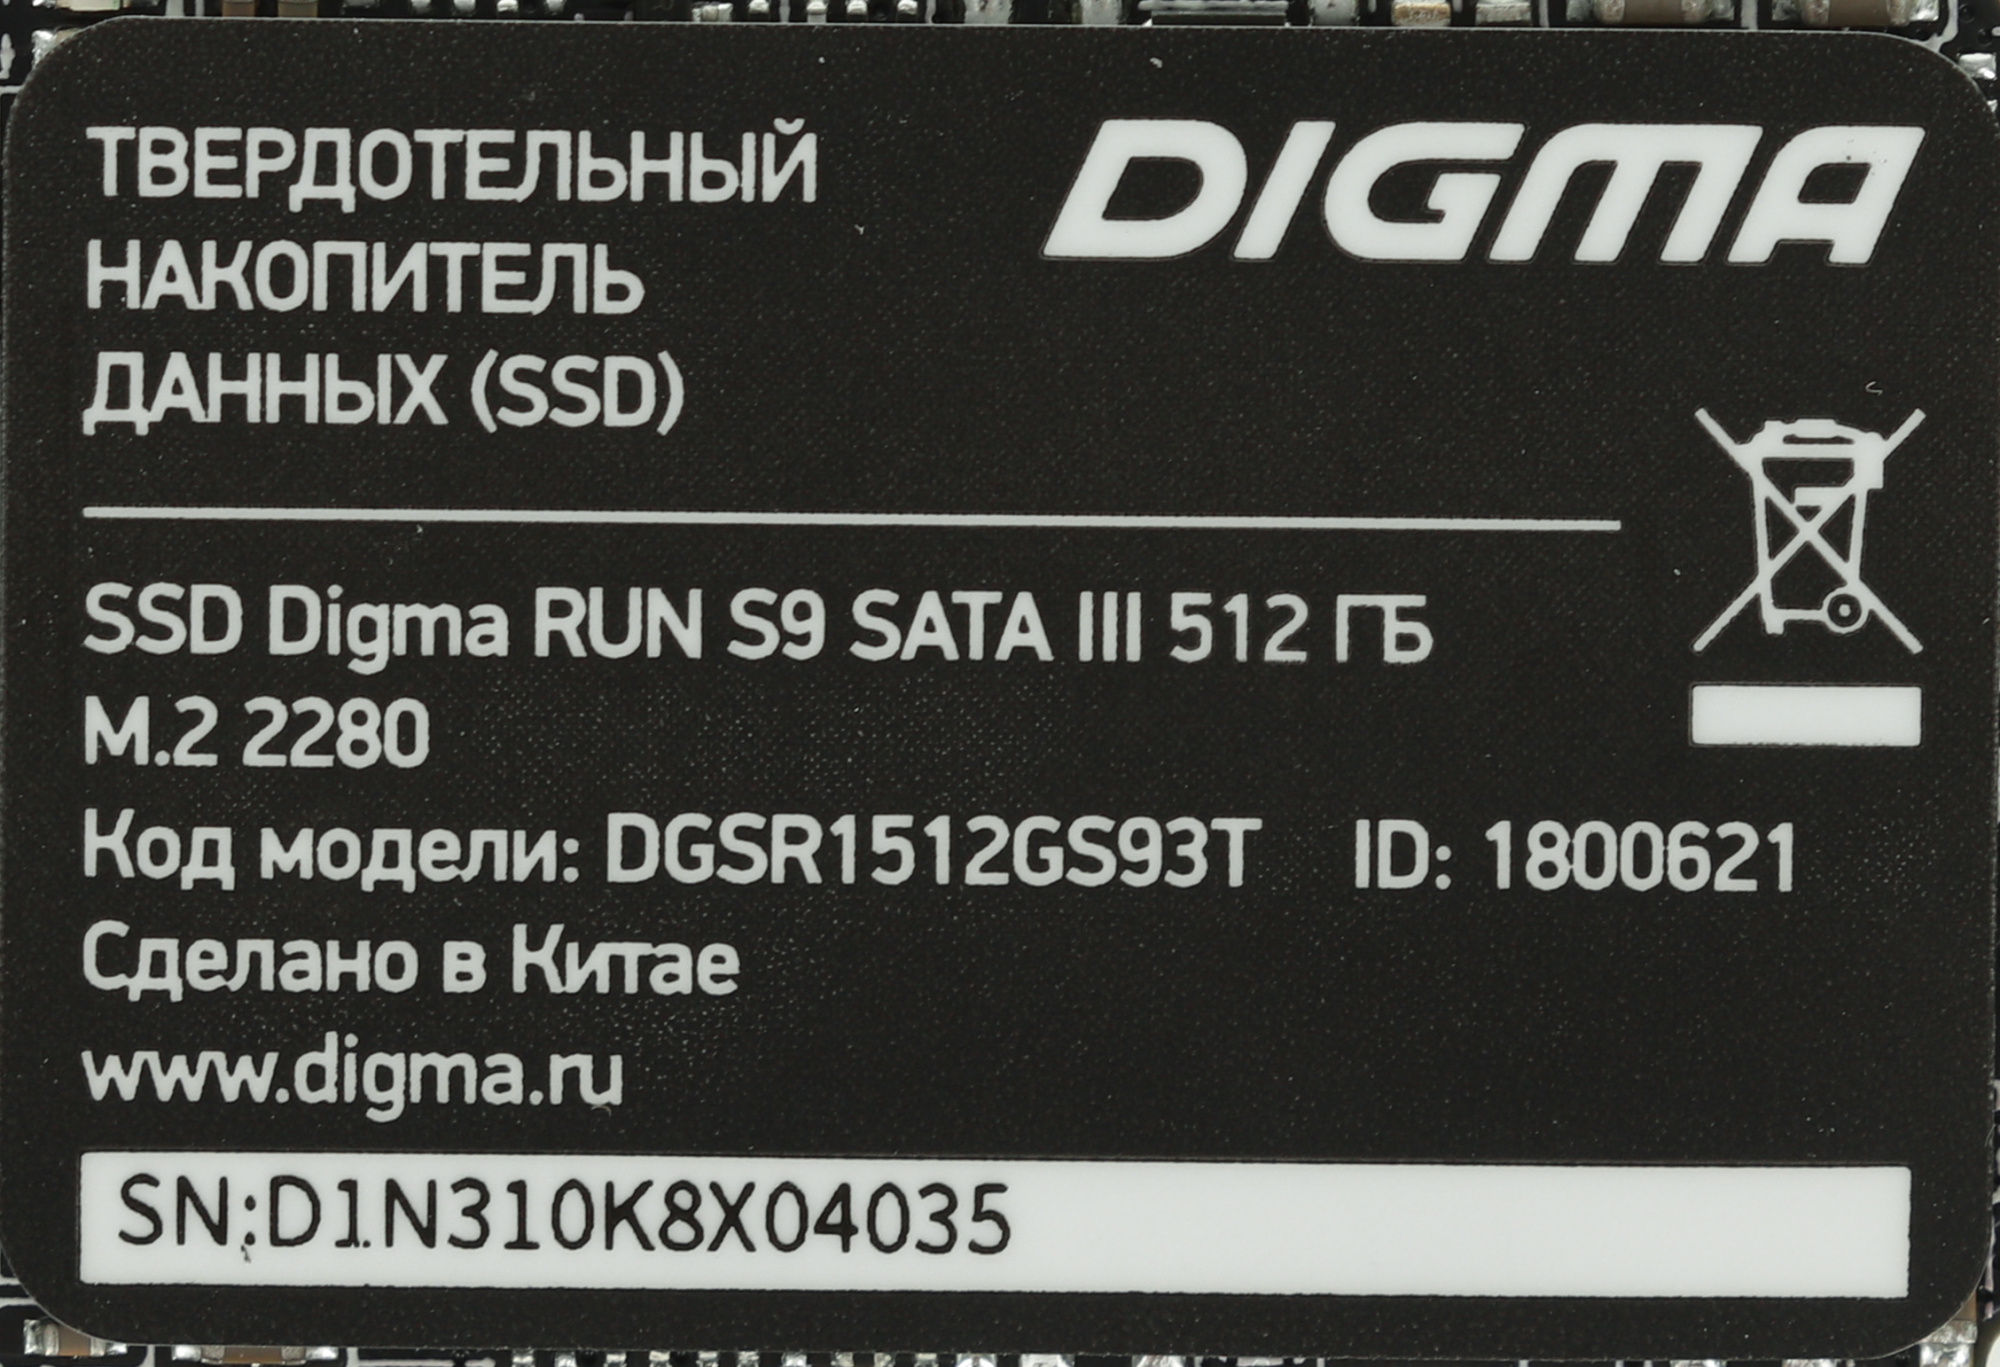 ТВЕРДОТЕЛЬНЫЙ
НАКОПИТЕЛЬ
ДАННЫХ (SSD)
DIGMA
SSD Digma RUN S9 SATA III 512 ГБ
M.2 2280
Код модели: DGSR1512GS93T ID: 1800621
Сделано в Китае
www.digma.ru
SN:D1N310K8X04035